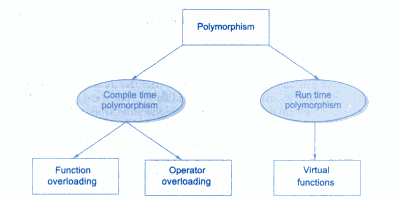 Polymorphism
Compile time
polymorphism
Run time
polymorphism
Function
overloading
Operator
overloading
Virtual
functions